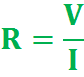 R = V/I